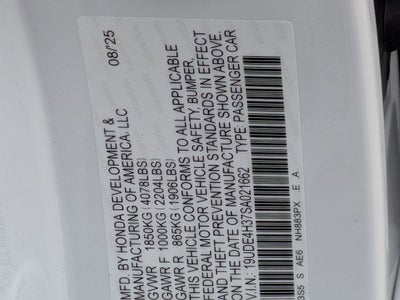 MFD. BY HONDA DEVELOPMENT & 08/25
MANUFACTURING OF AMERICA, LLC
GVWR 1850KG (4078LBS)
GAWR F 1000KG (2204LBS)
GAWR R 865KG (1906LBS)
THIS VEHICLE CONFORMS TO ALL APPLICABLE
FEDERAL MOTOR VEHICLE SAFETY, BUMPER,
AND THEFT PREVENTION STANDARDS IN EFFECT
ON THE DATE OF MANUFACTURE SHOWN ABOVE.
V.I.N.: 19UDE4H37SA021662 TYPE: PASSENGER CAR
3S5 S AE6 NH883PX E A